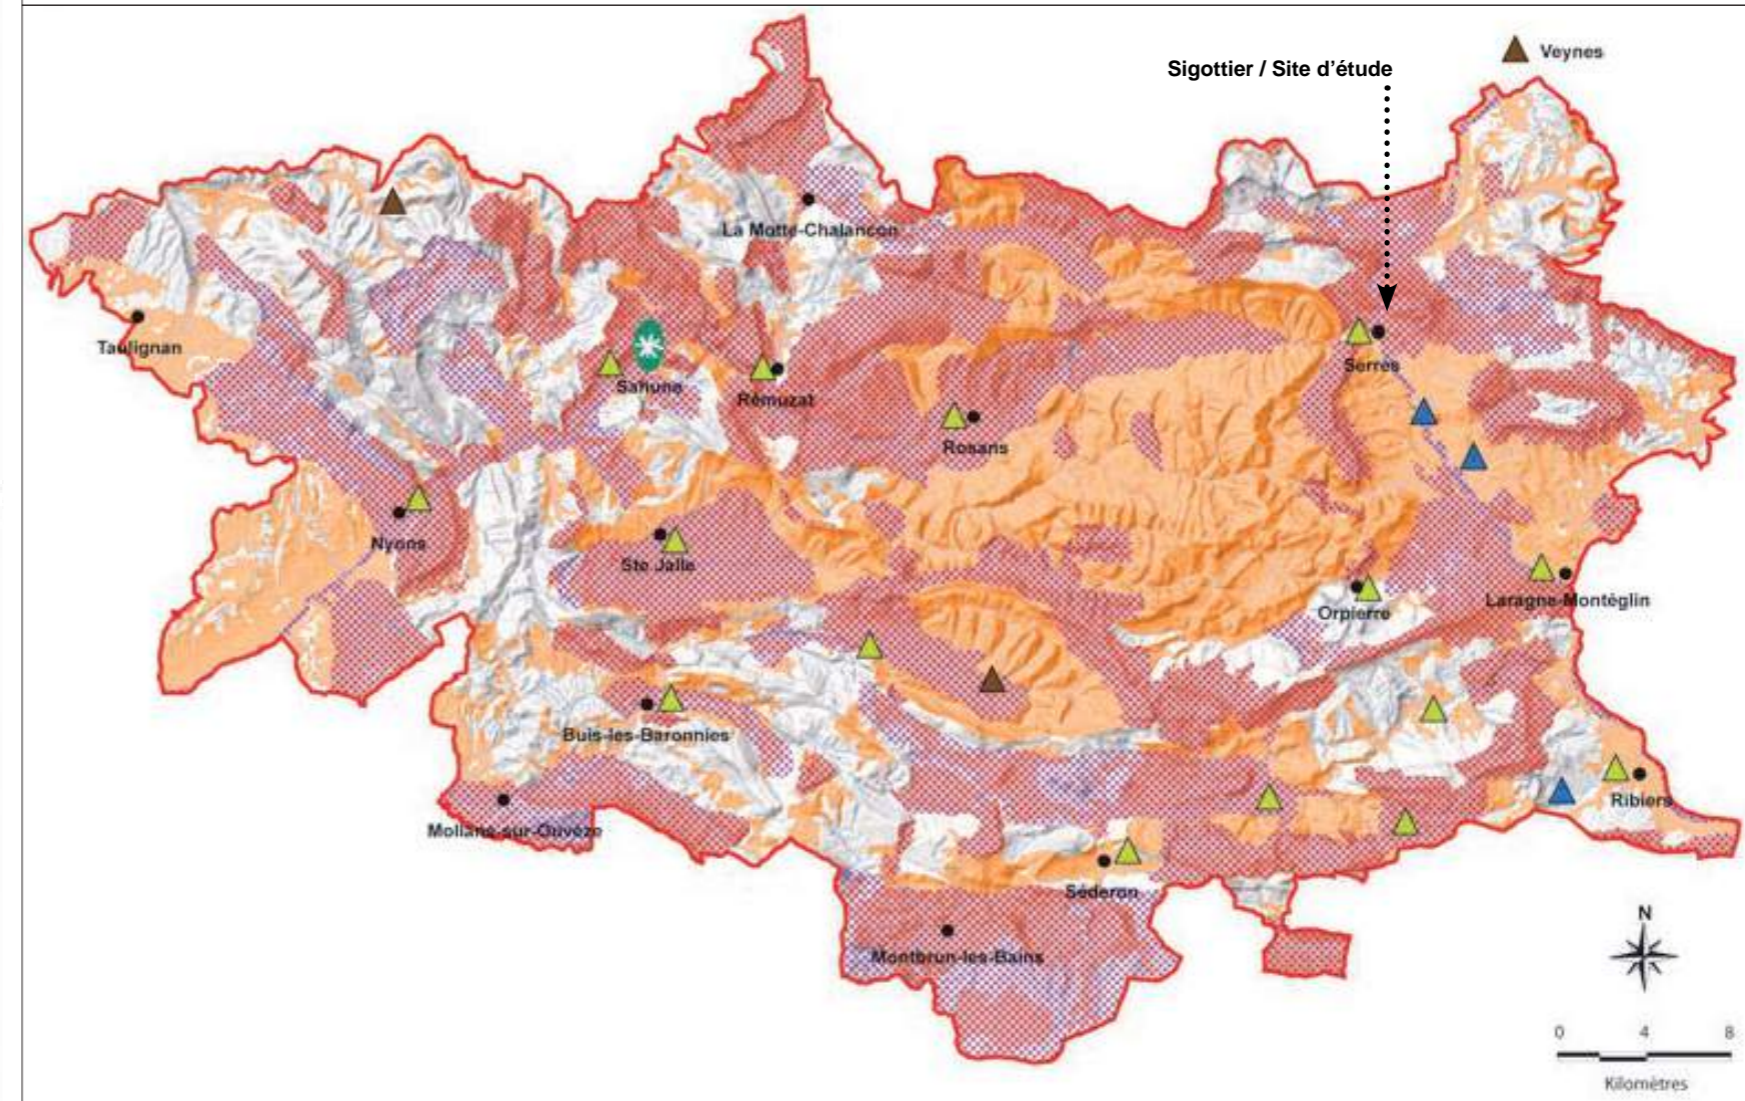 Veynes
Sigottier / Site d'étude
La Motte-Chalancon
Taulignan
Serres
Sahune
Rémuzat
Rosans
Nyons
Ste Jalle
Orpierre
Laragne-Montéglin
Buis-les-Baronnies
Ribiers
Mollans-sur-Ouvèze
Séderon
N
Montbrun-les-Bains
0 4 8
Kilomètres